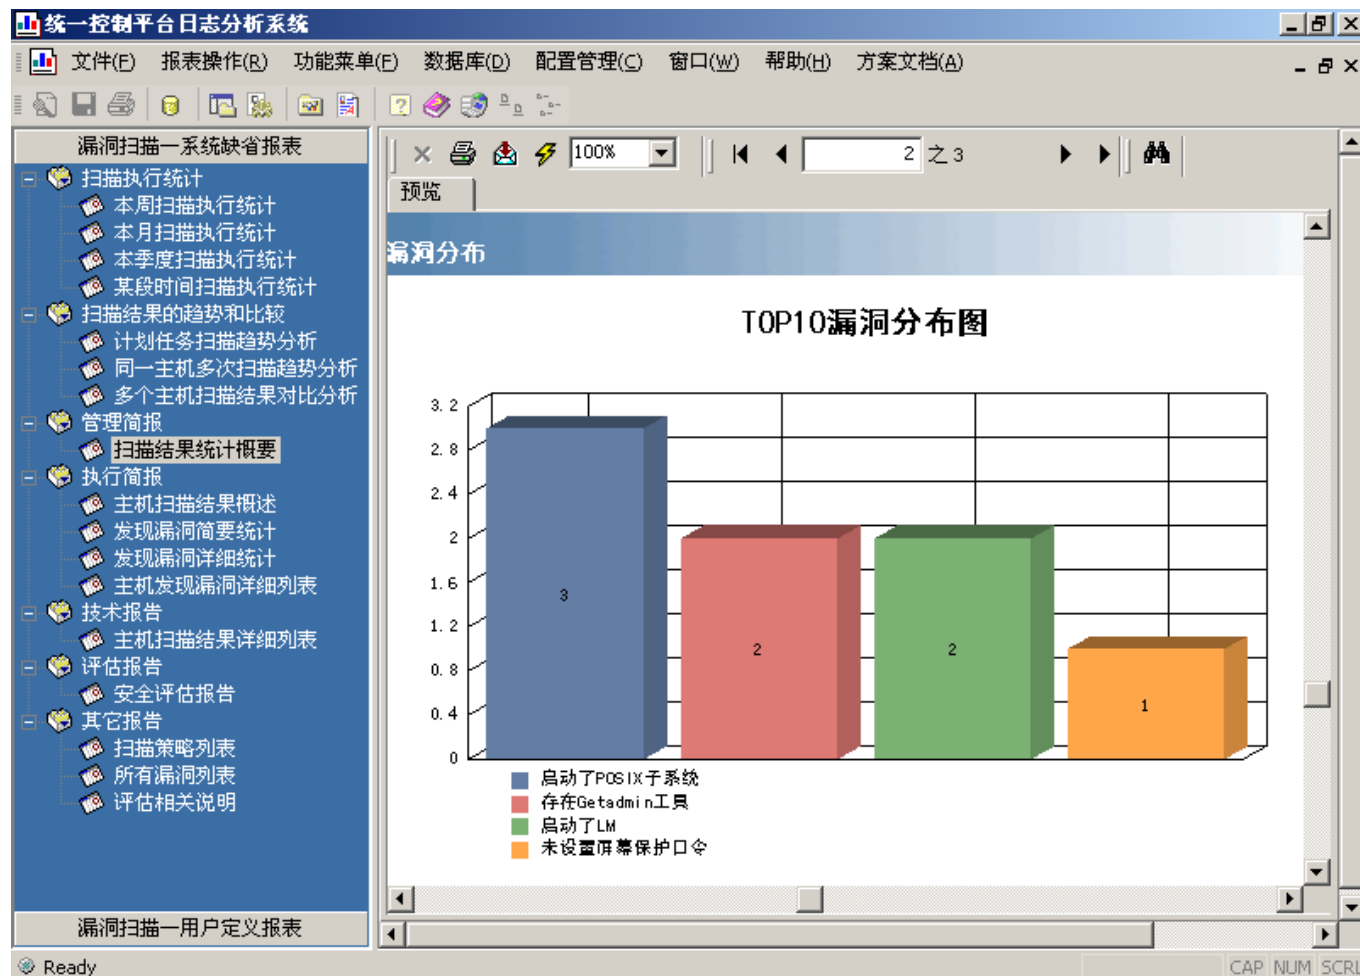 统一控制平台日志分析系统
文件(F) 报表操作(R) 功能菜单(F) 数据库(D) 配置管理(C) 窗口(W) 帮助(H) 方案文档(A)
漏洞扫描—系统缺省报表
100% 2 之 3
预览
扫描执行统计
本周扫描执行统计
本月扫描执行统计
本季度扫描执行统计
某段时间扫描执行统计
扫描结果的趋势和比较
计划任务扫描趋势分析
同一主机多次扫描趋势分析
多个主机扫描结果对比分析
管理简报
扫描结果统计概要
执行简报
主机扫描结果概述
发现漏洞简要统计
发现漏洞详细统计
主机发现漏洞详细列表
技术报告
主机扫描结果详细列表
评估报告
安全评估报告
其它报告
扫描策略列表
所有漏洞列表
评估相关说明
漏洞扫描—用户定义报表
漏洞分布
TOP10漏洞分布图
3.2
2.8
2.4
2
1.6
1.2
0.8
0.4
0
3
2
2
1
启动了POSIX子系统
存在Getadmin工具
启动了LM
未设置屏幕保护口令
Ready
CAP NUM SCRL